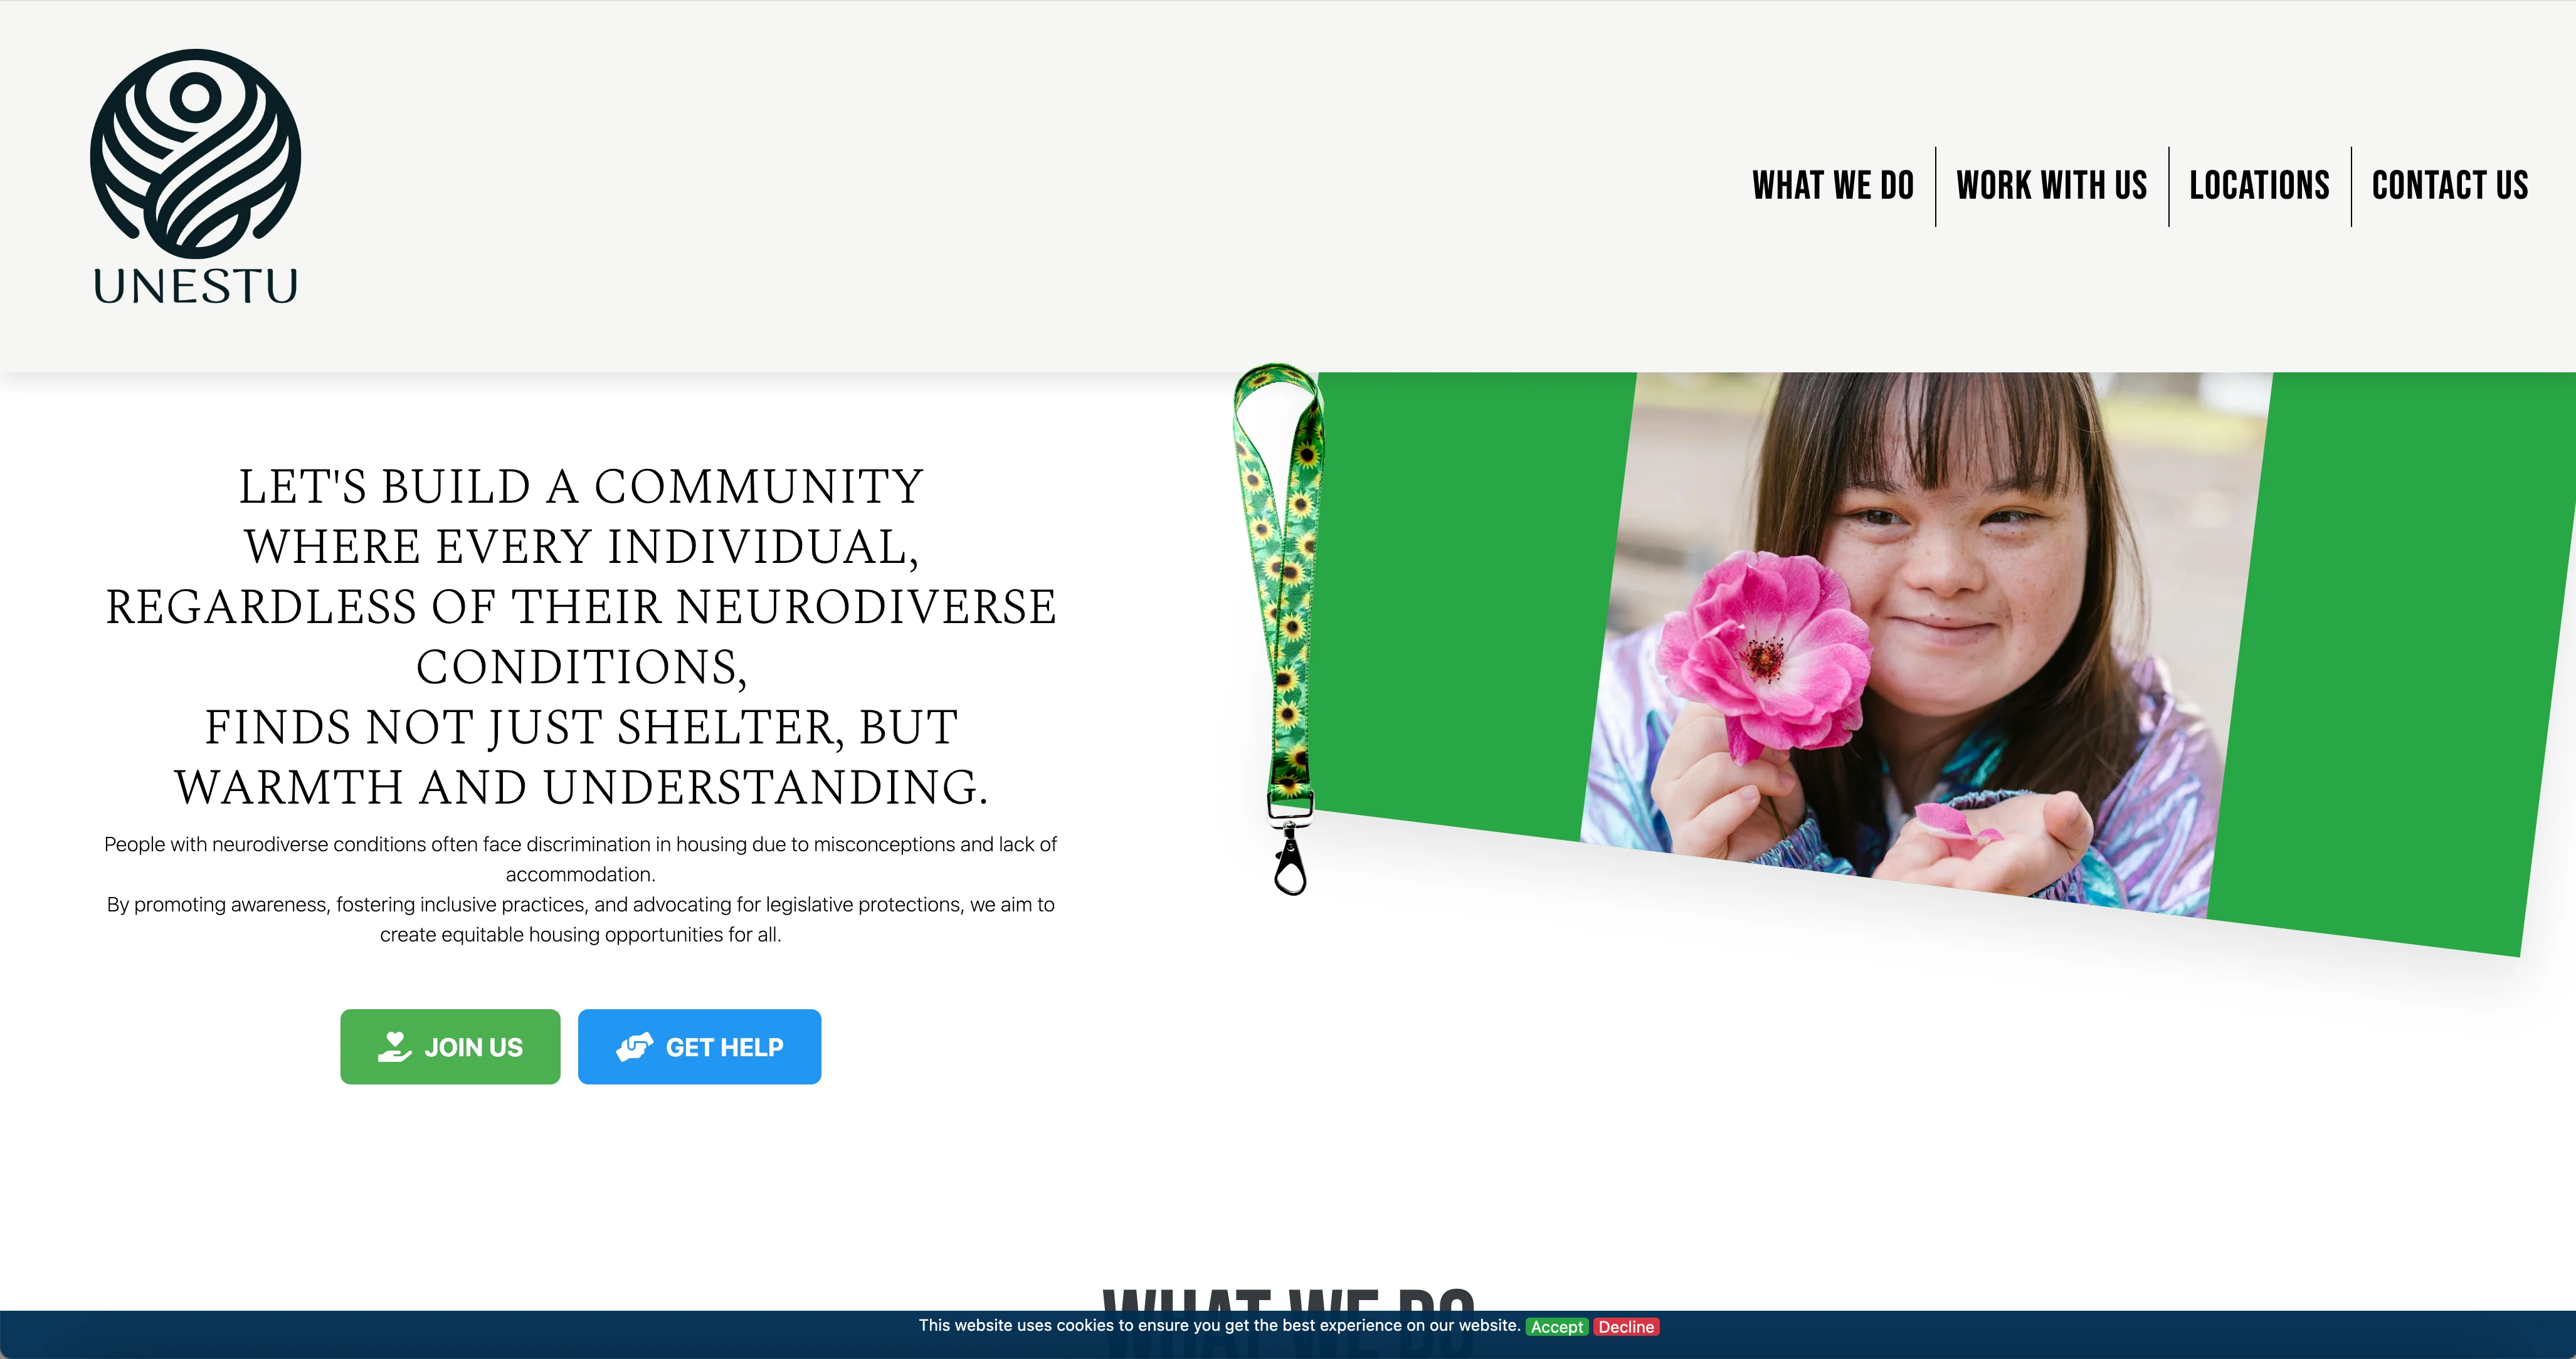 UNESTU
WHAT WE DO
WORK WITH US
LOCATIONS
CONTACT US
LET'S BUILD A COMMUNITY
WHERE EVERY INDIVIDUAL,
REGARDLESS OF THEIR NEURODIVERSE
CONDITIONS,
FINDS NOT JUST SHELTER, BUT
WARMTH AND UNDERSTANDING.
People with neurodiverse conditions often face discrimination in housing due to misconceptions and lack of
accommodation.
By promoting awareness, fostering inclusive practices, and advocating for legislative protections, we aim to
create equitable housing opportunities for all.
JOIN US
GET HELP
WHAT WE DO
This website uses cookies to ensure you get the best experience on our website. Accept Decline